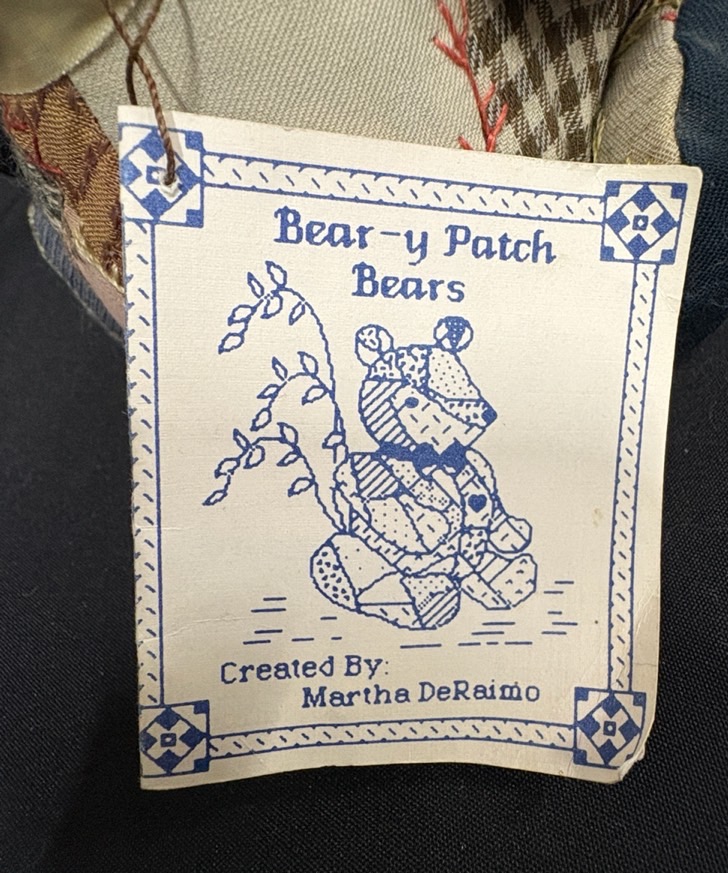 Bear-y Patch
Bears
Created By:
Martha DeRaimo